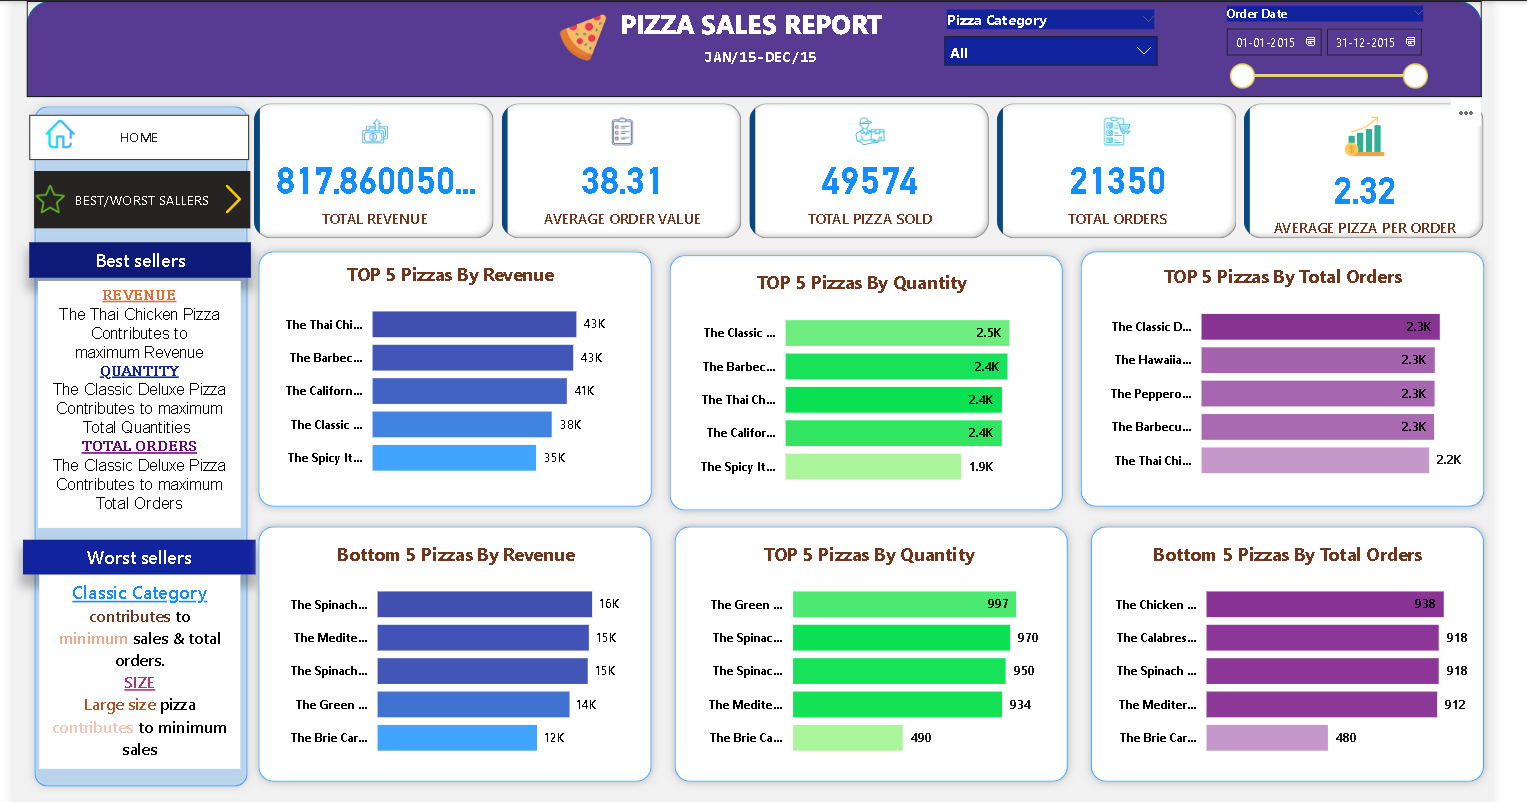 PIZZA SALES REPORT
JAN/15-DEC/15
Pizza Category
All
Order Date
01-01-2015
31-12-2015
HOME
BEST/WORST SALLERS
817.860050...
TOTAL REVENUE
38.31
AVERAGE ORDER VALUE
49574
TOTAL PIZZA SOLD
21350
TOTAL ORDERS
2.32
AVERAGE PIZZA PER ORDER
Best sellers
REVENUE
The Thai Chicken Pizza
Contributes to
maximum Revenue
QUANTITY
The Classic Deluxe Pizza
Contributes to maximum
Total Quantities
TOTAL ORDERS
The Classic Deluxe Pizza
Contributes to maximum
Total Orders
Worst sellers
Classic Category
contributes to
minimum sales & total
orders.
SIZE
Large size pizza
contributes to minimum
sales
TOP 5 Pizzas By Revenue
The Thai Chi... 43K
The Barbec... 43K
The Californ... 41K
The Classic ... 38K
The Spicy It... 35K
TOP 5 Pizzas By Quantity
The Classic ... 2.5K
The Barbec... 2.4K
The Thai Ch... 2.4K
The Califor... 2.4K
The Spicy It... 1.9K
TOP 5 Pizzas By Total Orders
The Classic D... 2.3K
The Hawaiia... 2.3K
The Peppero... 2.3K
The Barbecu... 2.3K
The Thai Chi... 2.2K
Bottom 5 Pizzas By Revenue
The Spinach... 16K
The Medite... 15K
The Spinach... 15K
The Green ... 14K
The Brie Car... 12K
TOP 5 Pizzas By Quantity
The Green ... 997
The Spinac... 970
The Spinac... 950
The Medite... 934
The Brie Ca... 490
Bottom 5 Pizzas By Total Orders
The Chicken ... 938
The Calabres... 918
The Spinach ... 918
The Mediter... 912
The Brie Car... 480